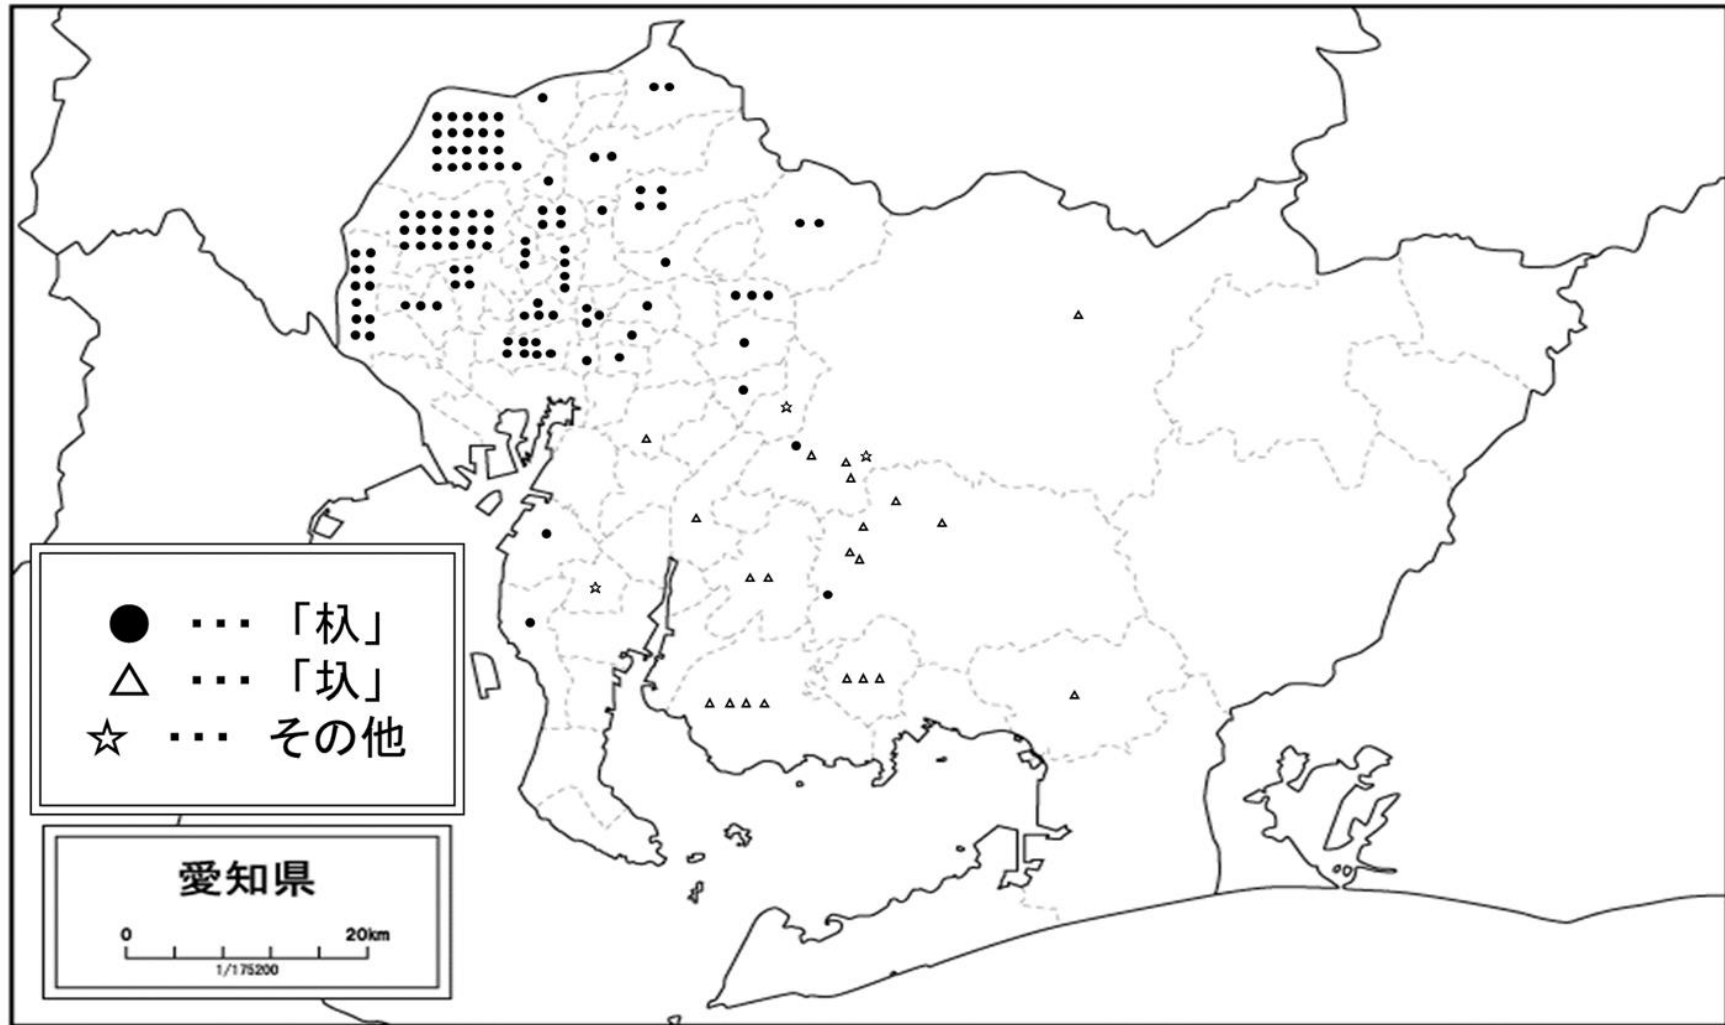 ● ・・・ 「杁」
△ ・・・ 「圦」
☆ ・・・ その他
愛知県
0 20km
1/175200